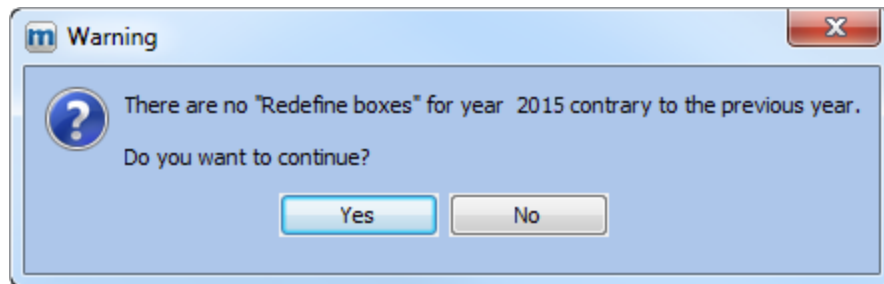 m Warning
There are no "Redefine boxes" for year  2015 contrary to the previous year.
Do you want to continue?
Yes No